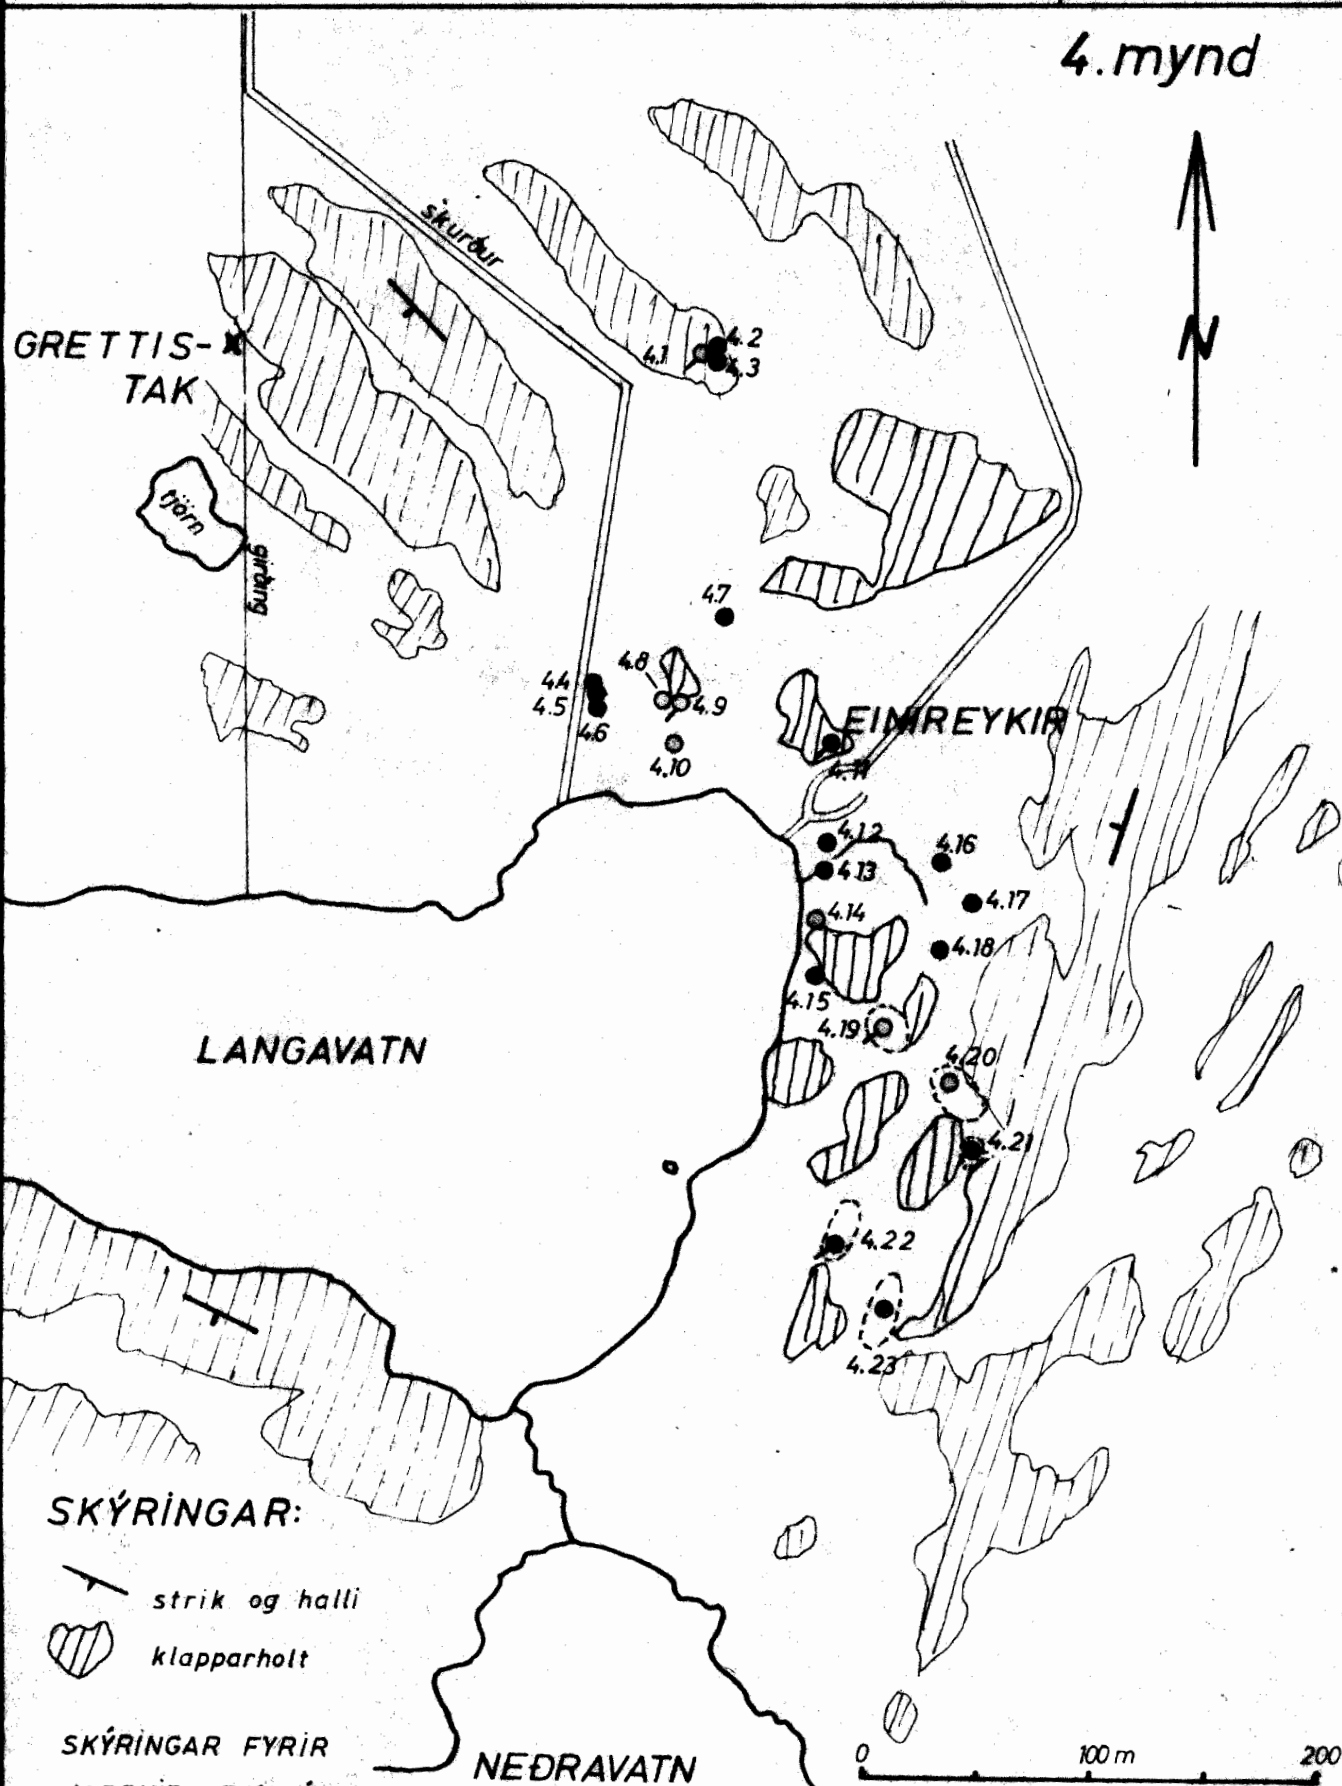 4. mynd
skurður
GRETTIS-
TAK
4.1
4.2
4.3
tjörn
girðing
4.7
4.8
4.4
4.5
4.9
4.6
4.10
EINIREYKIR
4.11
4.12
4.13
4.16
4.17
4.14
4.18
4.15
4.19
4.20
LANGAVATN
4.21
4.22
4.23
N
SKÝRINGAR:
strik og halli
klapparholt
SKÝRINGAR FYRIR
NEÐRAVATN
0 100 m 200